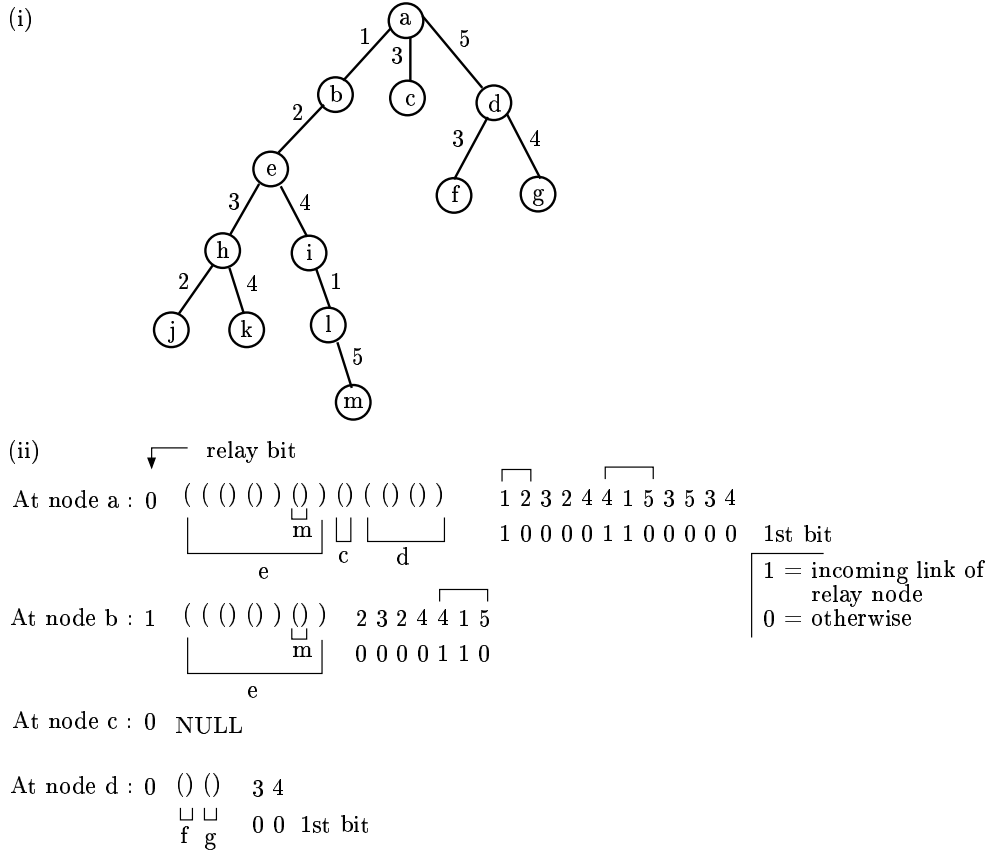 (i)
a
1 3 5
b c d
2 3 4
e f g
3 4
h i
2 4 1
j k l
5
m
(ii)
relay bit
At node a : 0 ( ( () () ) () ) () ( () () ) 1 2 3 2 4 4 1 5 3 5 3 4
m 1 0 0 0 0 1 1 0 0 0 0 0 1st bit
e c d
1 = incoming link of
relay node
0 = otherwise
At node b : 1 ( ( () () ) () ) 2 3 2 4 4 1 5
m 0 0 0 0 1 1 0
e
At node c : 0 NULL
At node d : 0 () () 3 4
f g 0 0 1st bit